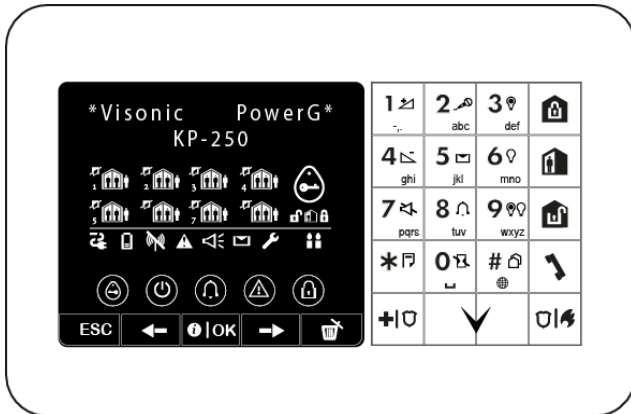 *Visonic PowerG*
KP-250
1 2 3 4
5 6 7 8
ESC OK
1 2 3
-,. abc def
4 5 6
ghi jkl mno
7 8 9
pqrs tuv wxyz
* 0 #